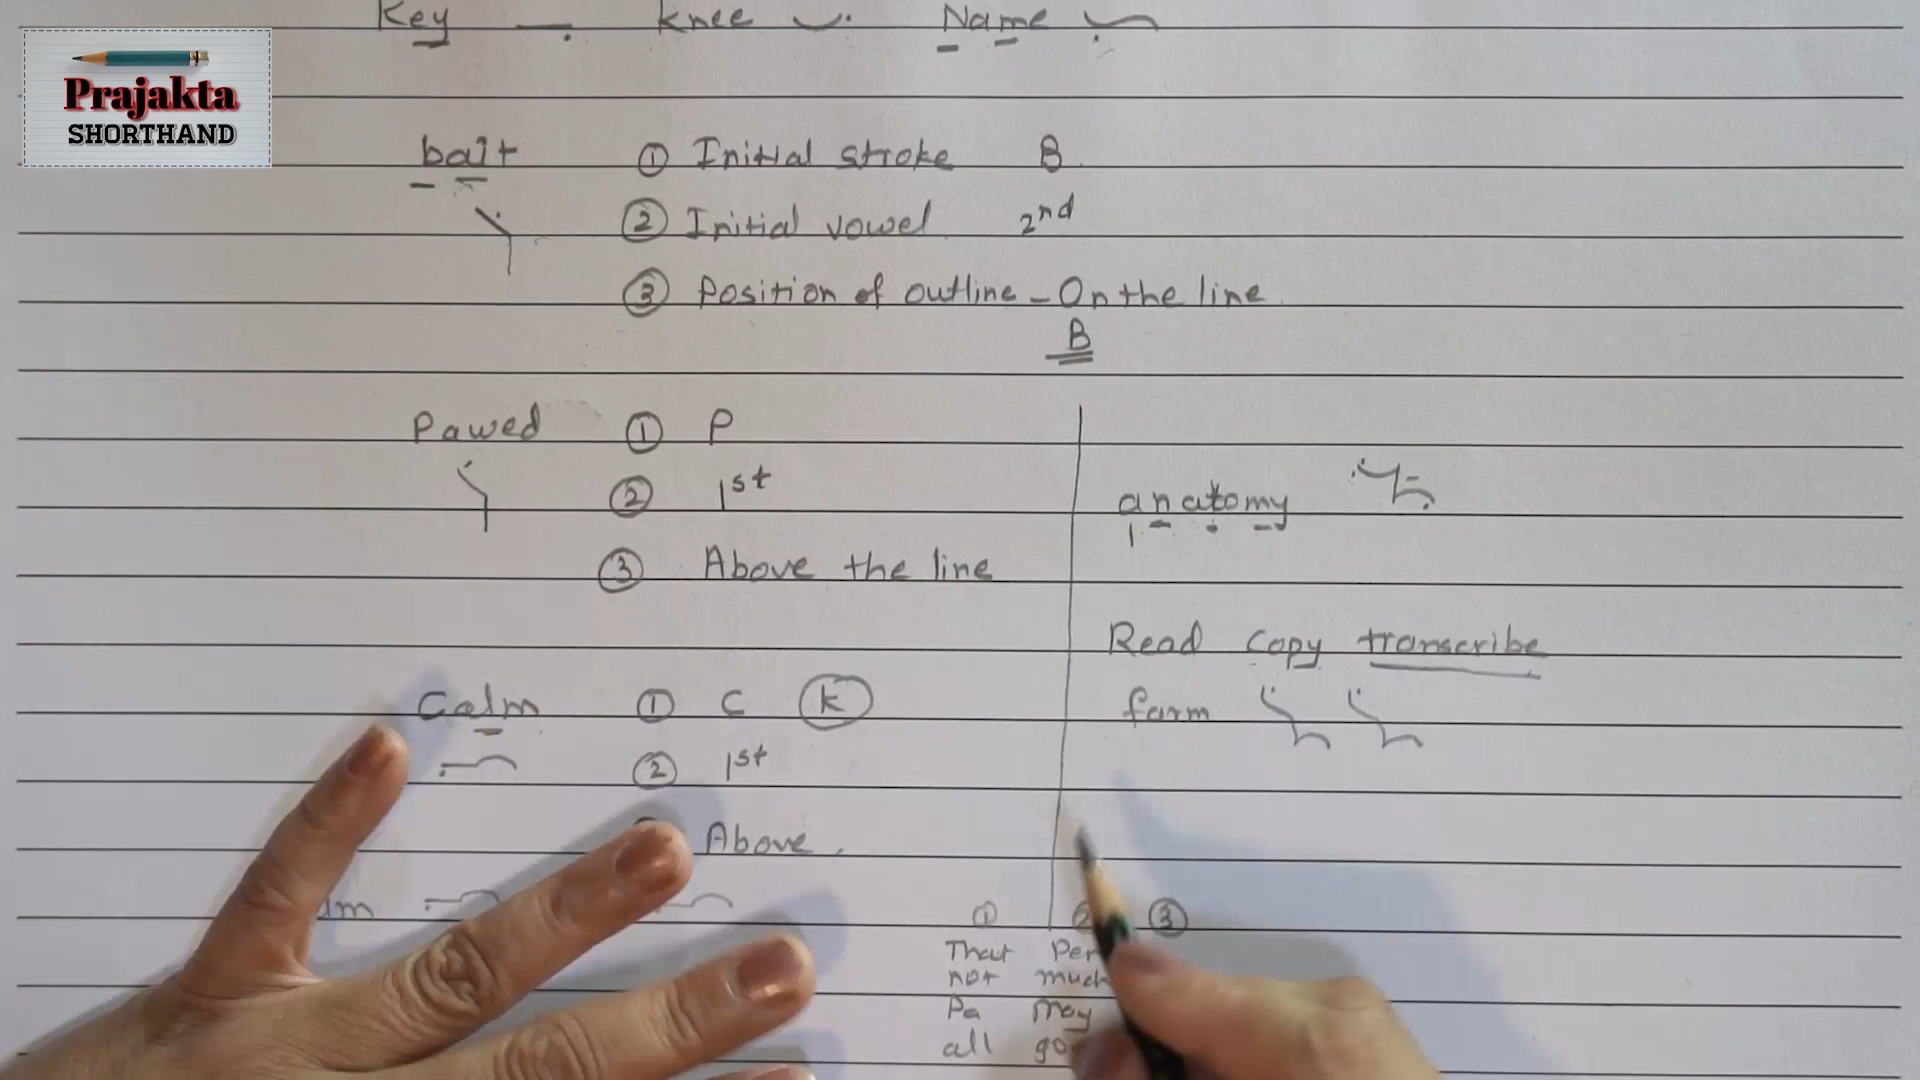 Key knee Name
Prajakta
SHORTHAND
bait ① Initial stroke B
② Initial vowel 2nd
③ Position of outline - On the line
B
Pawed ① P
② 1st
anatomy
③ Above the line
Read Copy transcribe
Calm ① C K
farm
② 1st
Above.
① ② ③
That Per
not much
Pa may
all go